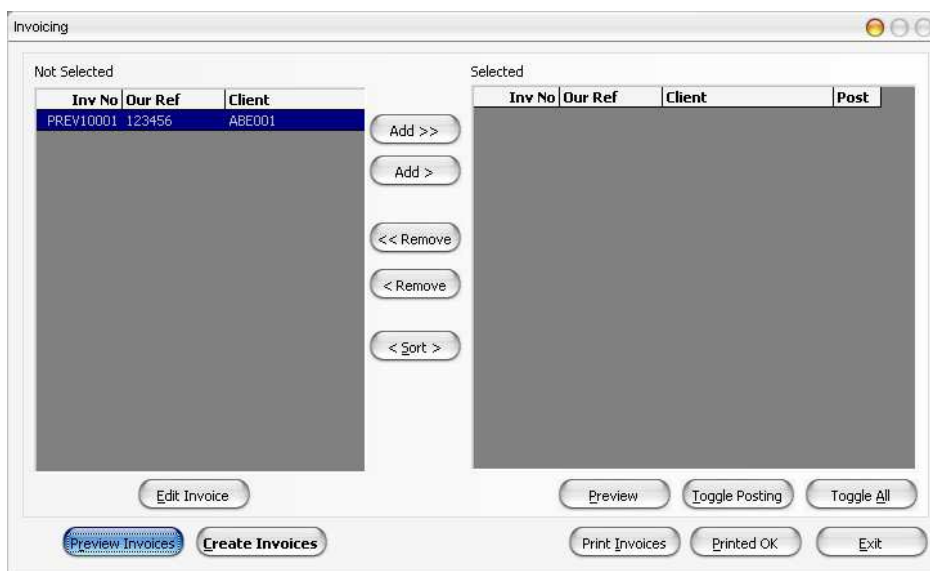 Invoicing
Not Selected
Inv No Our Ref Client
PREV10001 123456 ABE001
Add >>
Add >
<< Remove
< Remove
< Sort >
Selected
Inv No Our Ref Client Post
Edit Invoice
Preview Toggle Posting Toggle All
Preview Invoices Create Invoices Print Invoices Printed OK Exit